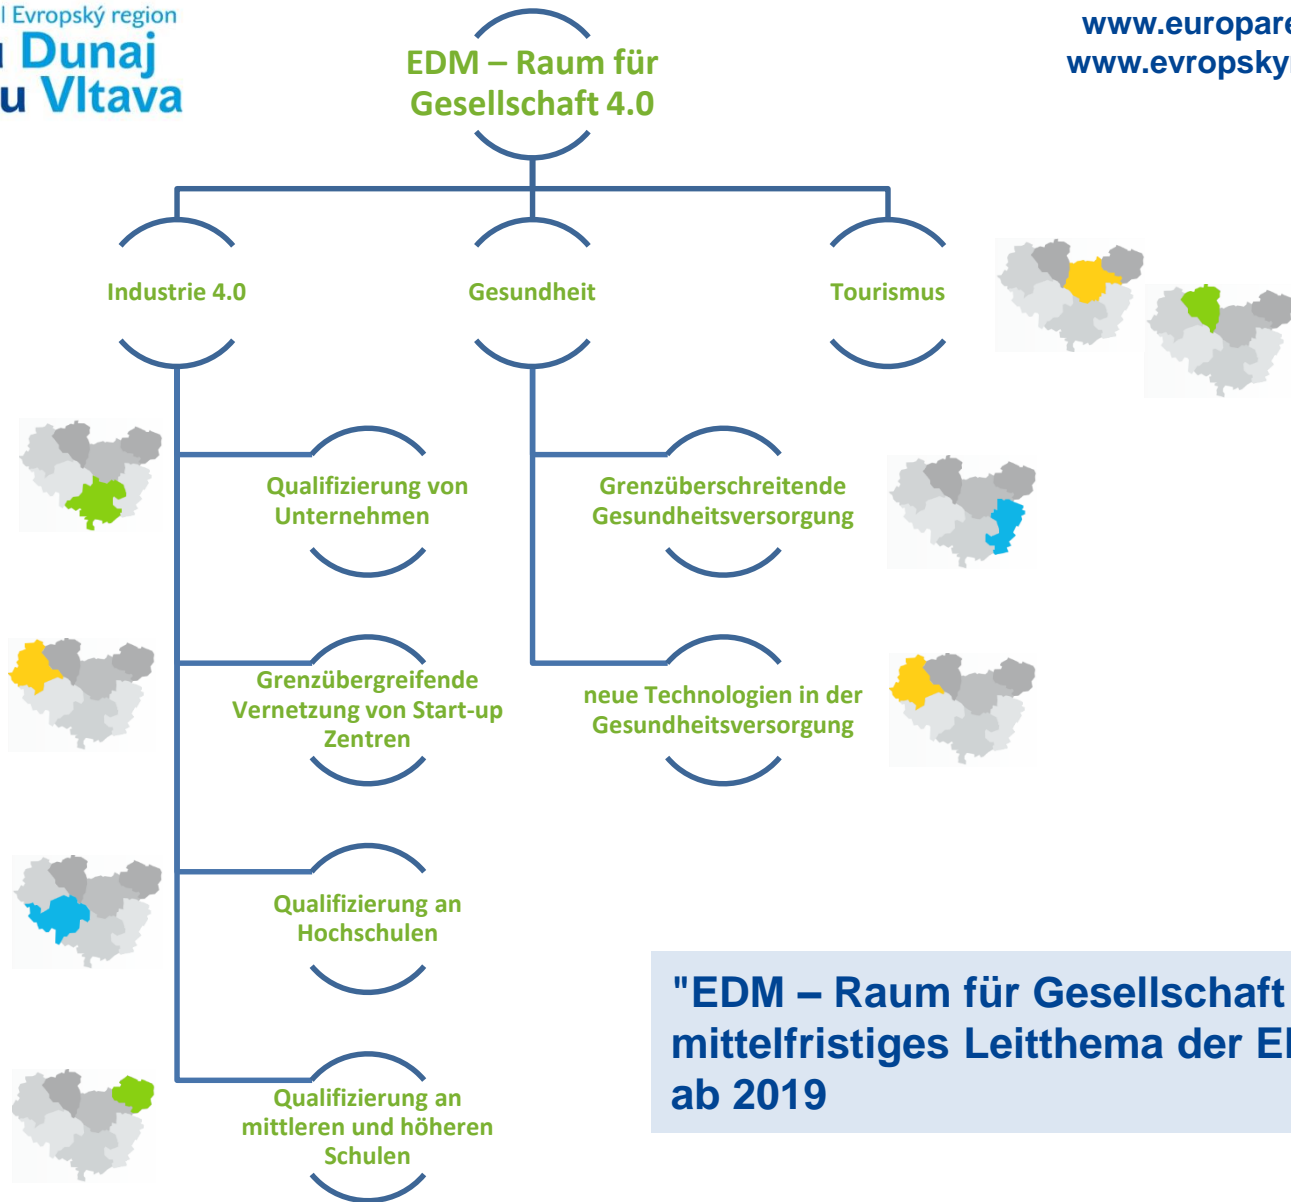 l Evropský region
Dunaj
u Vltava
www.europare
www.evropsky
EDM – Raum für
Gesellschaft 4.0
Industrie 4.0
Gesundheit
Tourismus
Qualifizierung von
Unternehmen
Grenzüberschreitende
Gesundheitsversorgung
Grenzübergreifende
Vernetzung von Start-up
Zentren
neue Technologien in der
Gesundheitsversorgung
Qualifizierung an
Hochschulen
Qualifizierung an
mittleren und höheren
Schulen
"EDM – Raum für Gesellschaft
mittelfristiges Leitthema der
ab 2019